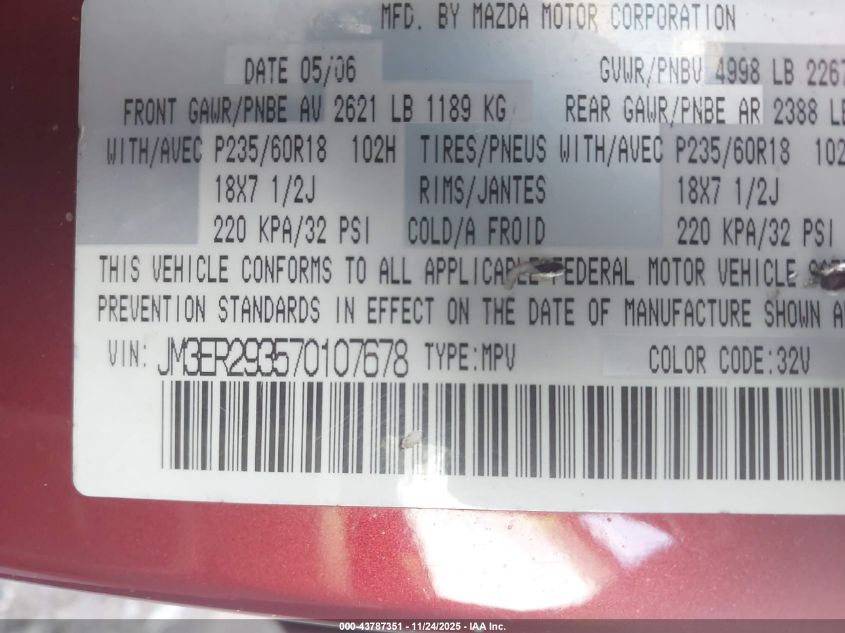 MFD. BY MAZDA MOTOR CORPORATION
DATE 05/06 GVWR/PNBV 4998 LB 2267
FRONT GAWR/PNBE AV 2621 LB 1189 KG REAR GAWR/PNBE AR 2388 LB
WITH/AVEC P235/60R18 102H TIRES/PNEUS WITH/AVEC P235/60R18 102
18X7 1/2J RIMS/JANTES 18X7 1/2J
220 KPA/32 PSI COLD/A FROID 220 KPA/32 PSI
THIS VEHICLE CONFORMS TO ALL APPLICABLE FEDERAL MOTOR VEHICLE
PREVENTION STANDARDS IN EFFECT ON THE DATE OF MANUFACTURE SHOWN A
VIN: JM3ER293570107678 TYPE:MPV COLOR CODE:32V
000-43787351 - 11/24/2025 - IAA Inc.